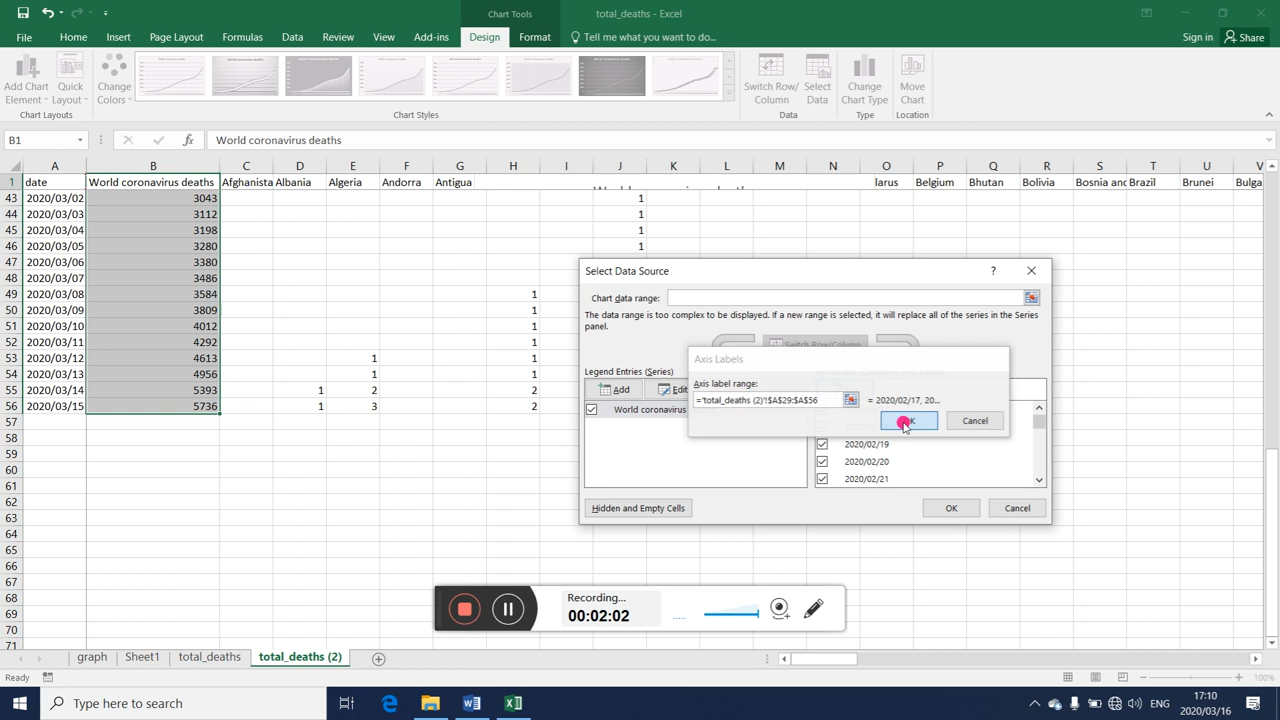 Chart Tools
total_deaths - Excel
File Home Insert Page Layout Formulas Data Review View Add-ins Design Format Tell me what you want to do... Sign in Share
Add Chart Element
Quick Layout
Change Colors
Switch Row/ Column
Select Data
Change Chart Type
Move Chart
Chart Layouts Chart Styles Data Type Location
B1 fx World coronavirus deaths
A B C D E F G H I J K L M N O P Q R S T U V
1 date World coronavirus deaths Afghanista Albania Algeria Andorra Antigua larus Belgium Bhutan Bolivia Bosnia and Brazil Brunei Bulga
43 2020/03/02 3043 1
44 2020/03/03 3112 1
45 2020/03/04 3198 1
46 2020/03/05 3280 1
47 2020/03/06 3380
48 2020/03/07 3486
49 2020/03/08 3584 1
50 2020/03/09 3809 1
51 2020/03/10 4012 1
52 2020/03/11 4292 1
53 2020/03/12 4613 1 1
54 2020/03/13 4956 1 1
55 2020/03/14 5393 1 2 2
56 2020/03/15 5736 1 3 2
57
58
59
60
61
62
63
64
65
66
67
68
69
70
71
Select Data Source ?
Chart data range:
The data range is too complex to be displayed. If a new range is selected, it will replace all of the series in the Series
panel.
Switch Row/Column
Legend Entries (Series)
Add Edit
World coronavirus
Axis Labels
Axis label range:
='total_deaths (2)'!$A$29:$A$56 = 2020/02/17, 20...
OK Cancel
2020/02/19
2020/02/20
2020/02/21
Hidden and Empty Cells OK Cancel
Recording...
00:02:02
graph Sheet1 total_deaths total_deaths (2)
Ready 100%
Type here to search
ENG
17:10
2020/03/16